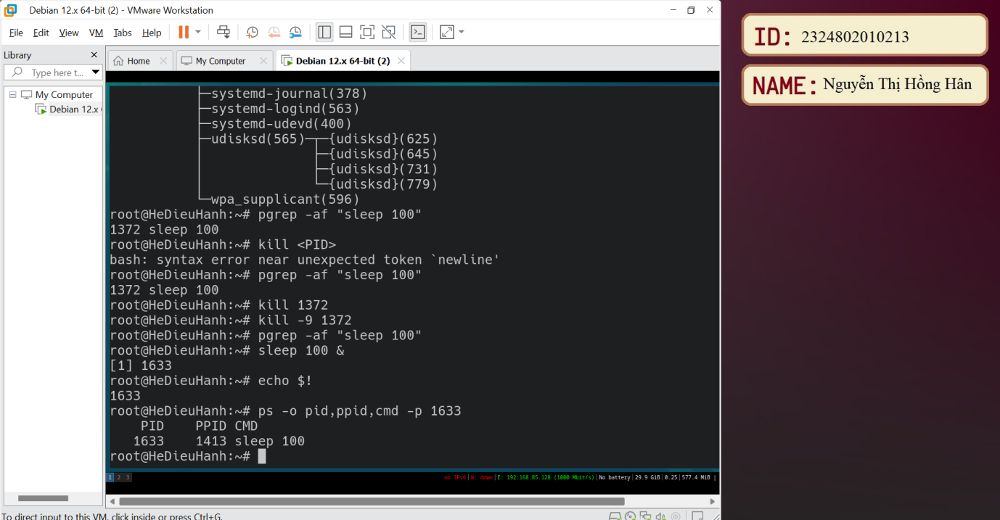 Debian 12.x 64-bit (2) - VMware Workstation
File Edit View VM Tabs Help
Library
Type here t...
My Computer
Debian 12.x
Home
My Computer
Debian 12.x 64-bit (2)
├─systemd-journal(378)
├─systemd-logind(563)
├─systemd-udevd(400)
├─udisksd(565)─┬─{udisksd}(625)
├─{udisksd}(645)
├─{udisksd}(731)
└─{udisksd}(779)
└─wpa_supplicant(596)
root@HeDieuHanh:~# pgrep -af "sleep 100"
1372 sleep 100
root@HeDieuHanh:~# kill <PID>
bash: syntax error near unexpected token `newline'
root@HeDieuHanh:~# pgrep -af "sleep 100"
1372 sleep 100
root@HeDieuHanh:~# kill 1372
root@HeDieuHanh:~# kill -9 1372
root@HeDieuHanh:~# pgrep -af "sleep 100"
root@HeDieuHanh:~# sleep 100 &
[1] 1633
root@HeDieuHanh:~# echo $!
1633
root@HeDieuHanh:~# ps -o pid,ppid,cmd -p 1633
PID PPID CMD
1633 1413 sleep 100
root@HeDieuHanh:~#
1 2 3
no IPv6|W: down|E: 192.168.85.128 (1000 Mbit/s)|No battery|29.9 GiB|0.25|577.4 MiB |
To direct input to this VM, click inside or press Ctrl+G.
ID: 2324802010213
NAME: Nguyễn Thị Hồng Hân